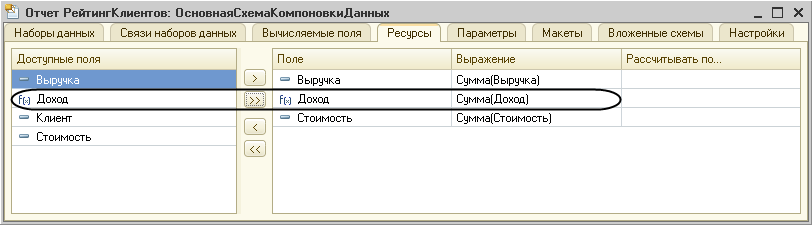 Отчет РейтингКлиентов: ОсновнаяСхемаКомпоновкиДанных
Наборы данных Связи наборов данных Вычисляемые поля Ресурсы Параметры Макеты Вложенные схемы Настройки
Доступные поля Поле Выражение Рассчитывать по...
Выручка > Выручка Сумма(Выручка)
f(x) Доход >> f(x) Доход Сумма(Доход)
Клиент < Стоимость Сумма(Стоимость)
Стоимость <<